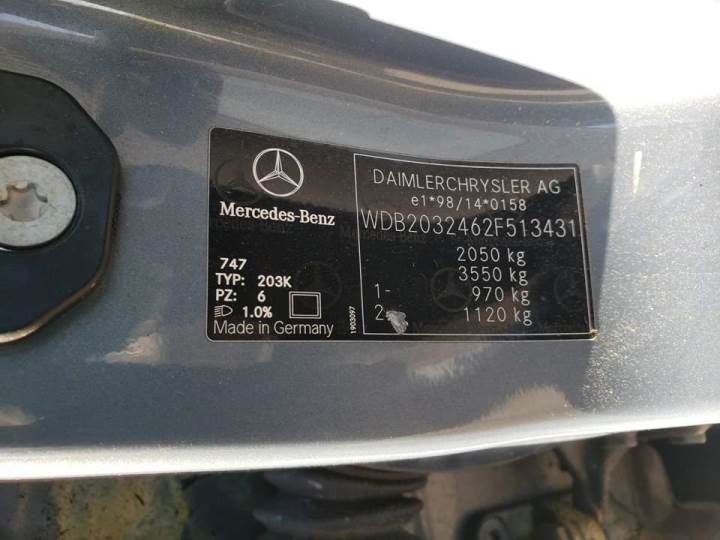 Mercedes-Benz
747
TYP: 203K
PZ: 6
1.0%
Made in Germany
1903097
DAIMLERCHRYSLER AG
e1*98/14*0158
WDB2032462F513431
2050 kg
3550 kg
1- 970 kg
2- 1120 kg